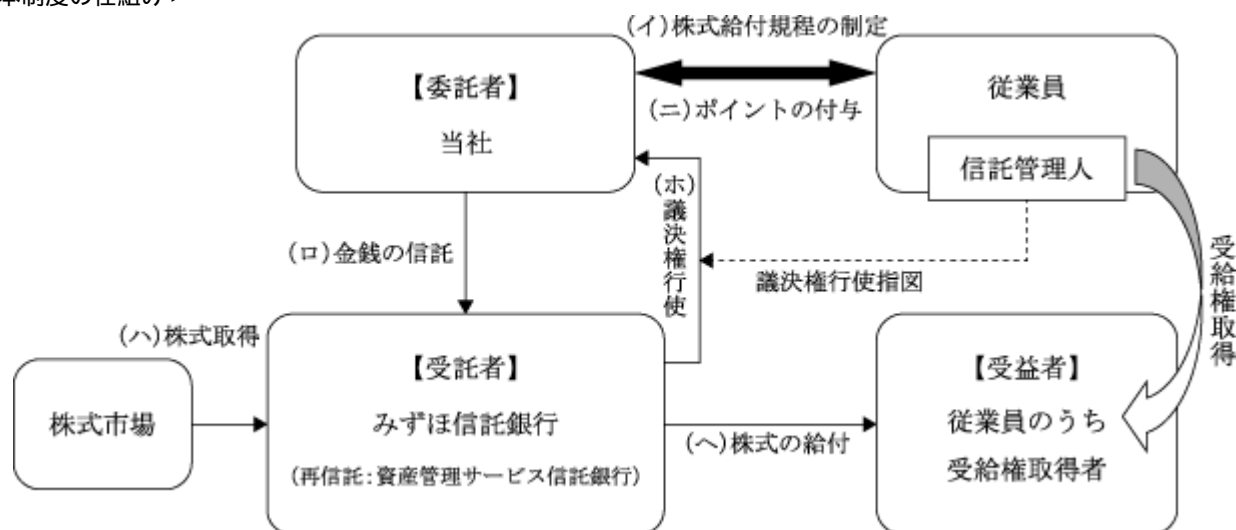 (イ)株式給付規程の制定
【委託者】
当社
従業員
(ニ)ポイントの付与
信託管理人
(ホ)議決権行使
(ロ)金銭の信託
議決権行使指図
受給権取得
(ハ)株式取得
【受託者】
【受益者】
株式市場
みずほ信託銀行
従業員のうち
(ヘ)株式の給付
(再信託:資産管理サービス信託銀行)
受給権取得者